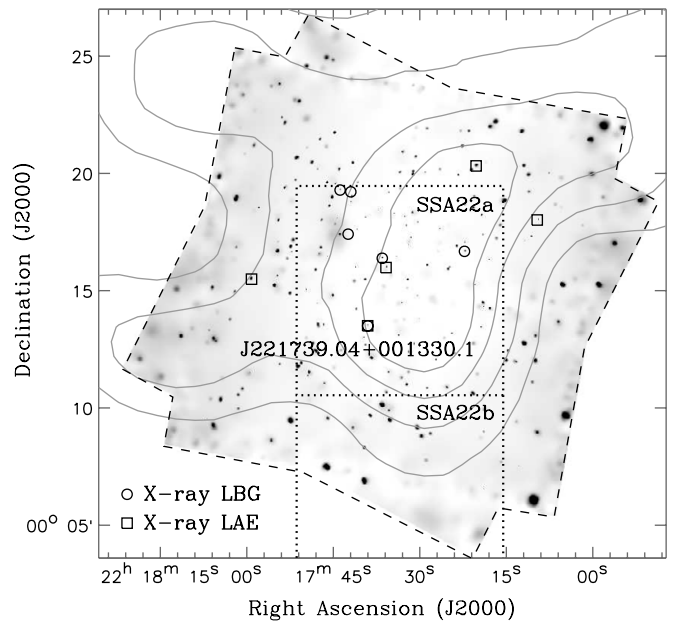 25
20
15
10
00° 05'
Declination (J2000)
SSA22a
J221739.04+001330.1
SSA22b
X-ray LBG
X-ray LAE
22h 18m 15s 00s 17m 45s 30s 15s 00s
Right Ascension (J2000)